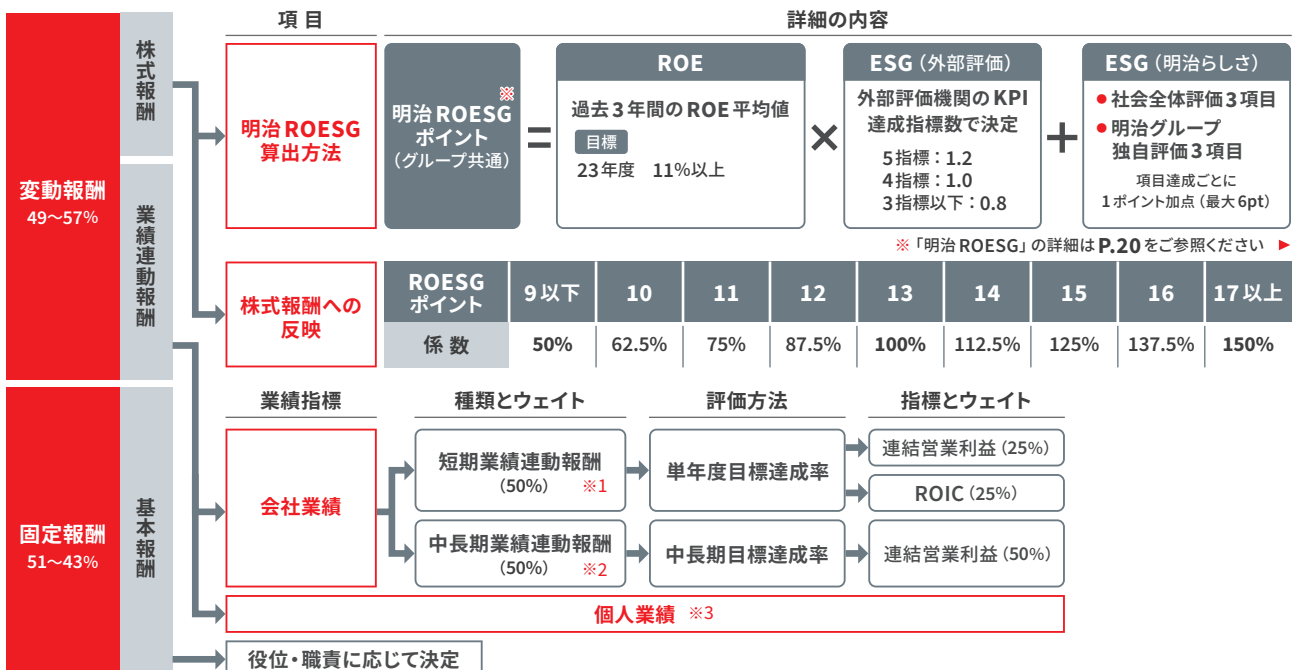 項目
詳細の内容
変動報酬
49～57%
株式報酬
業績連動報酬
固定報酬
51～43%
基本報酬
明治ROESG
算出方法
明治ROESG※
ポイント
（グループ共通）
=
ROE
過去3年間のROE平均値
目標
23年度 11%以上
×
ESG（外部評価）
外部評価機関のKPI
達成指標数で決定
5指標：1.2
4指標：1.0
3指標以下：0.8
+
ESG（明治らしさ）
●社会全体評価3項目
●明治グループ
独自評価3項目
項目達成ごとに
1ポイント加点（最大6pt）
※「明治ROESG」の詳細はP.20をご参照ください ▶
株式報酬への
反映
ROESG
ポイント
9以下 10 11 12 13 14 15 16 17以上
係数 50% 62.5% 75% 87.5% 100% 112.5% 125% 137.5% 150%
業績指標 種類とウェイト 評価方法 指標とウェイト
会社業績
短期業績連動報酬
（50%） ※1
単年度目標達成率
連結営業利益（25%）
ROIC（25%）
中長期業績連動報酬
（50%） ※2
中長期目標達成率
連結営業利益（50%）
個人業績 ※3
役位・職責に応じて決定